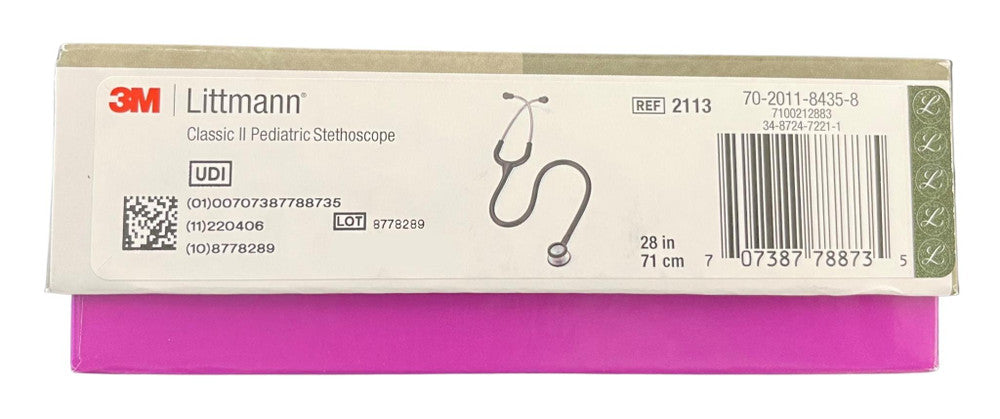 3M Littmann®
Classic II Pediatric Stethoscope
UDI
(01)00707387788735
(11)220406
(10)8778289
LOT 8778289
REF 2113
28 in
71 cm
70-2011-8435-8
7100212883
34-8724-7221-1
7 07387 78873 5
L
L
L
L
L